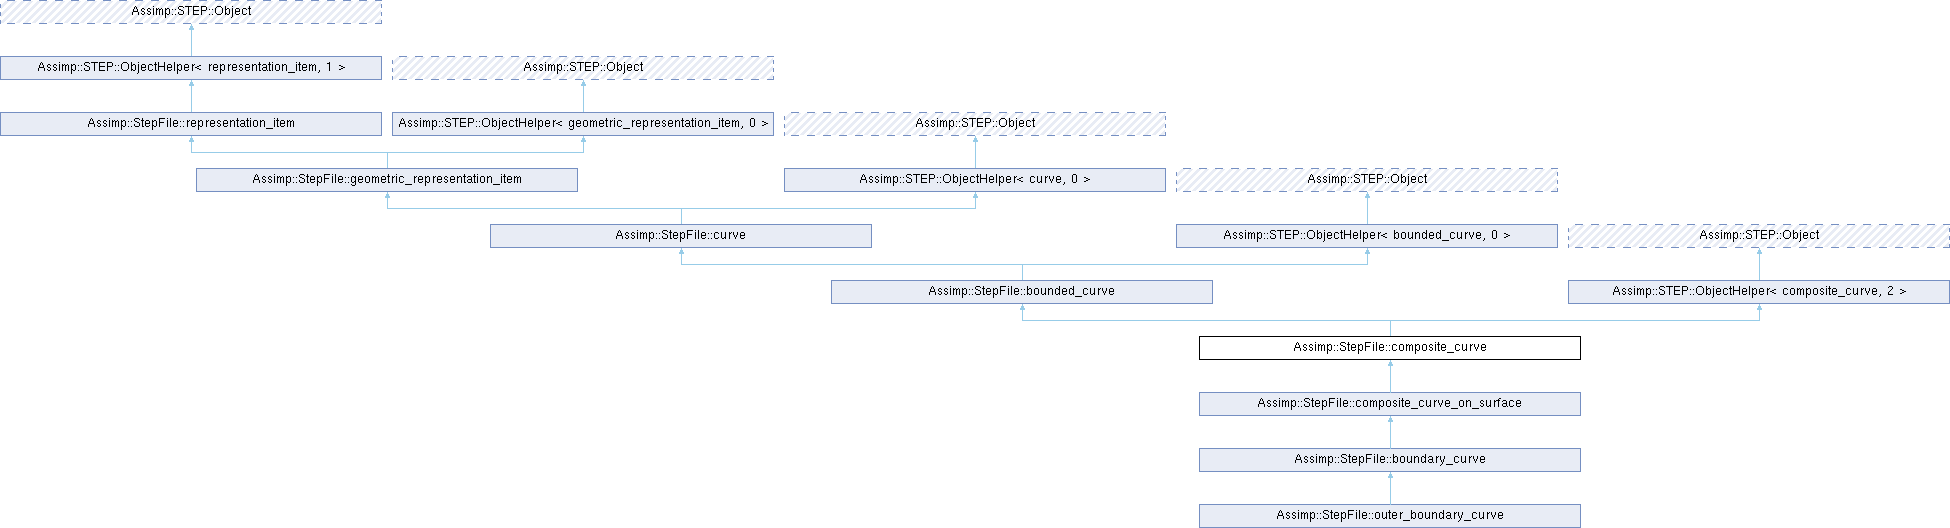 Assimp::STEP::Object
Assimp::STEP::ObjectHelper< representation_item, 1 >
Assimp::STEP::Object
Assimp::StepFile::representation_item
Assimp::STEP::ObjectHelper< geometric_representation_item, 0 >
Assimp::STEP::Object
Assimp::StepFile::geometric_representation_item
Assimp::STEP::ObjectHelper< curve, 0 >
Assimp::STEP::Object
Assimp::StepFile::curve
Assimp::STEP::ObjectHelper< bounded_curve, 0 >
Assimp::STEP::Object
Assimp::StepFile::bounded_curve
Assimp::STEP::ObjectHelper< composite_curve, 2 >
Assimp::StepFile::composite_curve
Assimp::StepFile::composite_curve_on_surface
Assimp::StepFile::boundary_curve
Assimp::StepFile::outer_boundary_curve